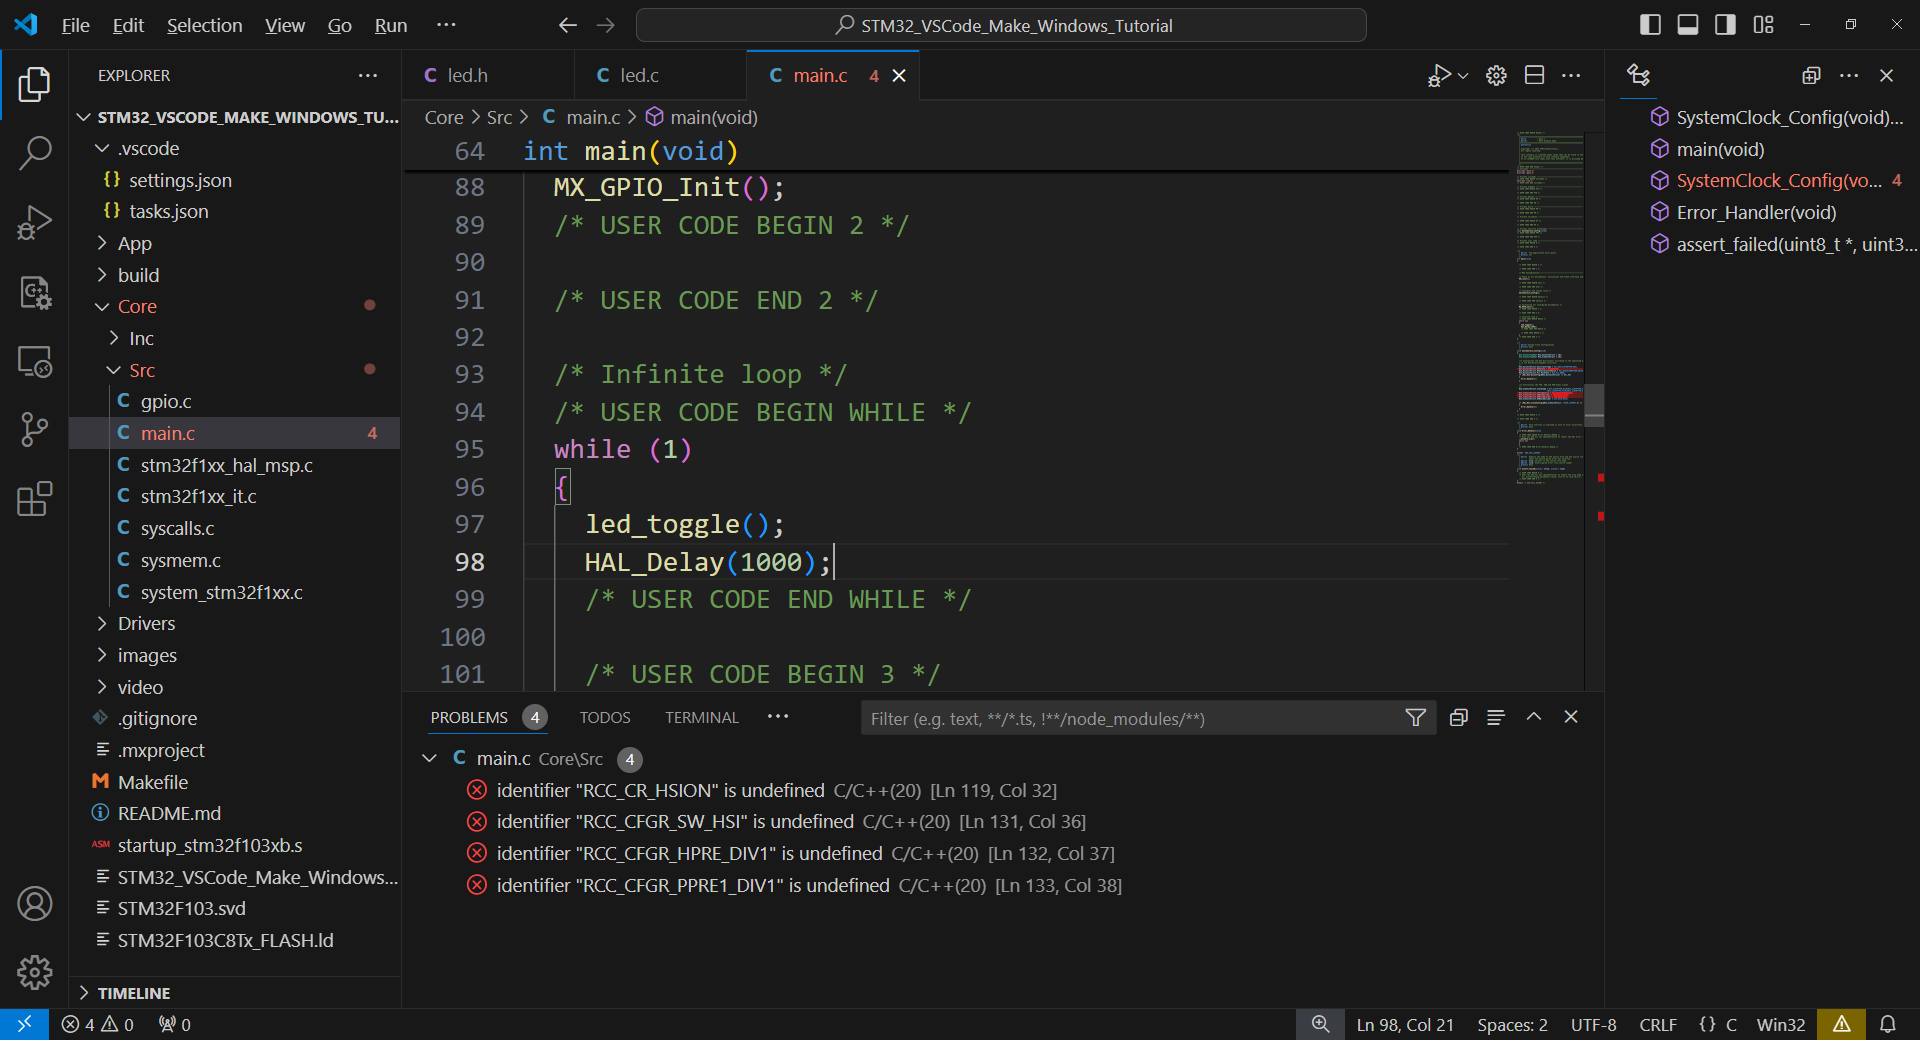 File Edit Selection View Go Run ··· STM32_VSCode_Make_Windows_Tutorial
EXPLORER
STM32_VSCODE_MAKE_WINDOWS_TU...
.vscode
{} settings.json
{} tasks.json
App
build
Core
Inc
Src
C gpio.c
C main.c 4
C stm32f1xx_hal_msp.c
C stm32f1xx_it.c
C syscalls.c
C sysmem.c
C system_stm32f1xx.c
Drivers
images
video
.gitignore
.mxproject
M Makefile
README.md
ASM startup_stm32f103xb.s
STM32_VSCode_Make_Windows...
STM32F103.svd
STM32F103C8Tx_FLASH.ld
TIMELINE
C led.h C led.c C main.c 4
Core > Src > C main.c > main(void)
64 int main(void)
88 MX_GPIO_Init();
89 /* USER CODE BEGIN 2 */
90
91 /* USER CODE END 2 */
92
93 /* Infinite loop */
94 /* USER CODE BEGIN WHILE */
95 while (1)
96 {
97 led_toggle();
98 HAL_Delay(1000);
99 /* USER CODE END WHILE */
100
101 /* USER CODE BEGIN 3 */
SystemClock_Config(void)...
main(void)
SystemClock_Config(vo... 4
Error_Handler(void)
assert_failed(uint8_t *, uint3...
PROBLEMS 4 TODOS TERMINAL ··· Filter (e.g. text, **/*.ts, !**/node_modules/**)
C main.c Core\Src 4
identifier "RCC_CR_HSION" is undefined C/C++(20) [Ln 119, Col 32]
identifier "RCC_CFGR_SW_HSI" is undefined C/C++(20) [Ln 131, Col 36]
identifier "RCC_CFGR_HPRE_DIV1" is undefined C/C++(20) [Ln 132, Col 37]
identifier "RCC_CFGR_PPRE1_DIV1" is undefined C/C++(20) [Ln 133, Col 38]
4 0 0 Ln 98, Col 21 Spaces: 2 UTF-8 CRLF {} C Win32